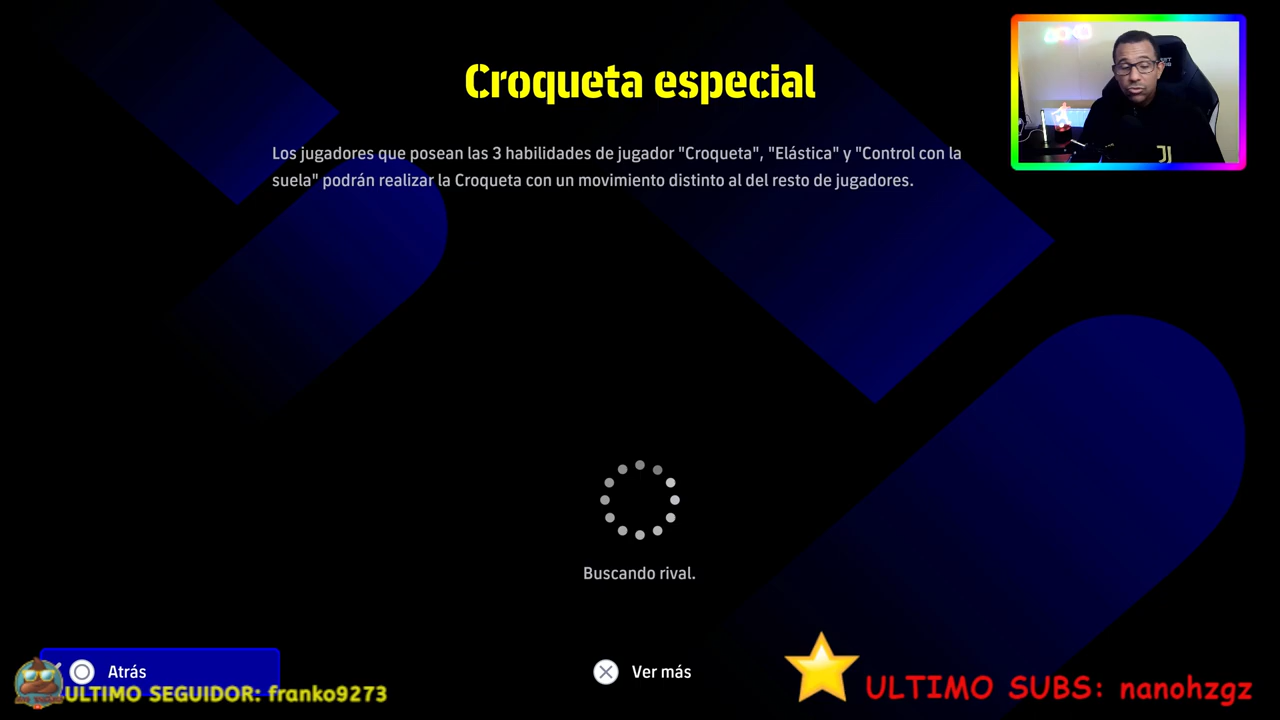 Croqueta especial
Los jugadores que posean las 3 habilidades de jugador "Croqueta", "Elástica" y "Control con la
suela" podrán realizar la Croqueta con un movimiento distinto al del resto de jugadores.
Buscando rival.
Atrás
Ver más
ULTIMO SEGUIDOR: franko9273
ULTIMO SUBS: nanohzgz